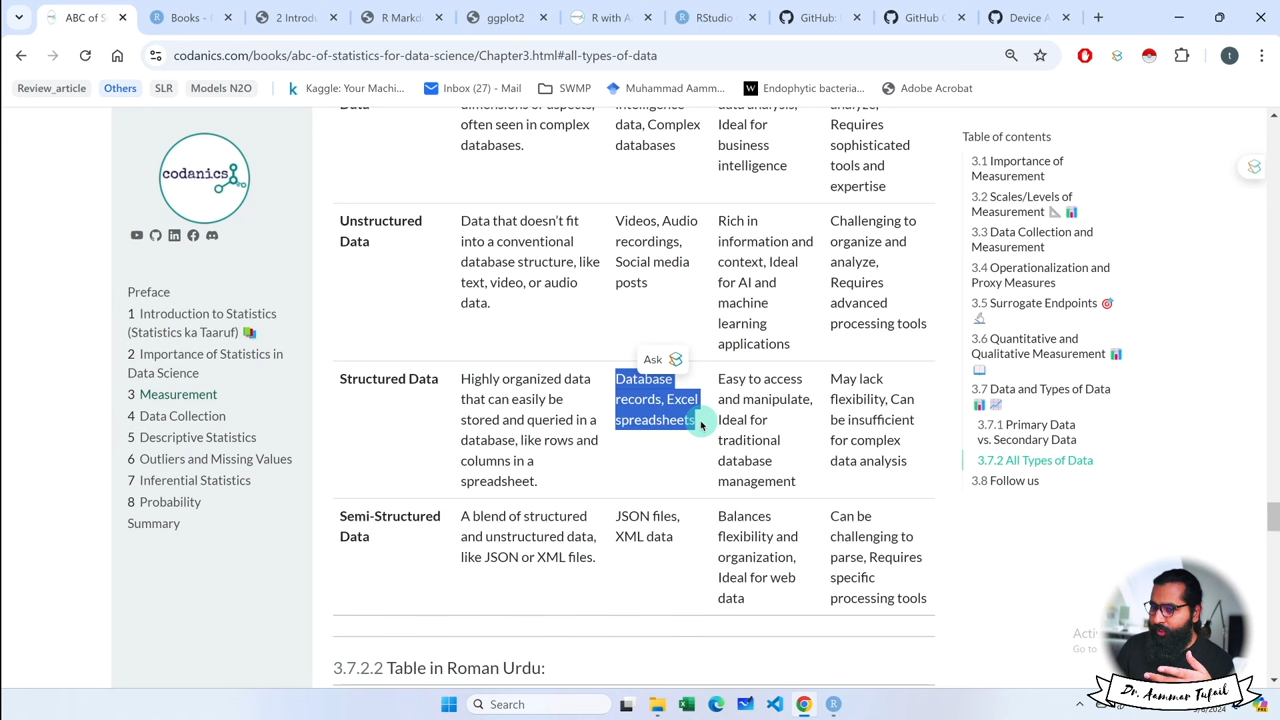 ABC of S
Books -
2 Introdu
R Markdo
ggplot2
R with A
RStudio
GitHub:
GitHub C
Device A
codanics.com/books/abc-of-statistics-for-data-science/Chapter3.html#all-types-of-data
t
Review_article
Others
SLR
Models N2O
Kaggle: Your Machi...
Inbox (27) - Mail
SWMP
Muhammad Aamm...
Endophytic bacteria...
Adobe Acrobat
codanics
Preface
1 Introduction to Statistics
(Statistics ka Taaruf)
2 Importance of Statistics in
Data Science
3 Measurement
4 Data Collection
5 Descriptive Statistics
6 Outliers and Missing Values
7 Inferential Statistics
8 Probability
Summary
Data
dimensions or aspects,
often seen in complex
databases.
intelligence
data, Complex
databases
data analysis,
Ideal for
business
intelligence
analyze,
Requires
sophisticated
tools and
expertise
Unstructured
Data
Data that doesn't fit
into a conventional
database structure, like
text, video, or audio
data.
Videos, Audio
recordings,
Social media
posts
Rich in
information and
context, Ideal
for AI and
machine
learning
applications
Challenging to
organize and
analyze,
Requires
advanced
processing tools
Ask
Structured Data
Highly organized data
that can easily be
stored and queried in a
database, like rows and
columns in a
spreadsheet.
Database
records, Excel
spreadsheets
Easy to access
and manipulate,
Ideal for
traditional
database
management
May lack
flexibility, Can
be insufficient
for complex
data analysis
Semi-Structured
Data
A blend of structured
and unstructured data,
like JSON or XML files.
JSON files,
XML data
Balances
flexibility and
organization,
Ideal for web
data
Can be
challenging to
parse, Requires
specific
processing tools
3.7.2.2 Table in Roman Urdu:
Table of contents
3.1 Importance of
Measurement
3.2 Scales/Levels of
Measurement
3.3 Data Collection and
Measurement
3.4 Operationalization and
Proxy Measures
3.5 Surrogate Endpoints
3.6 Quantitative and
Qualitative Measurement
3.7 Data and Types of Data
3.7.1 Primary Data
vs. Secondary Data
3.7.2 All Types of Data
3.8 Follow us
Acti
Go to
Dr. Aammar Tufail
Search